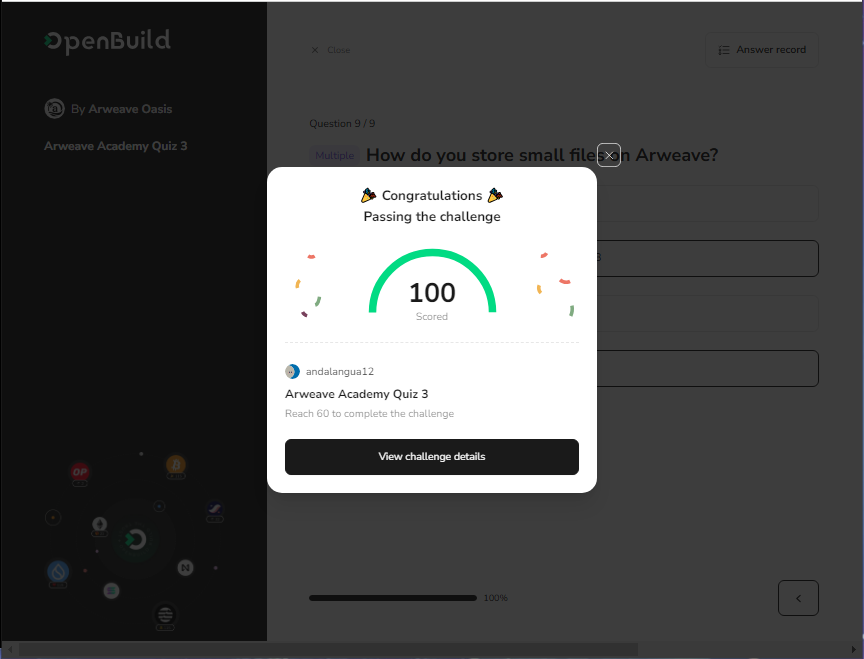 OpenBuild
By Arweave Oasis
Arweave Academy Quiz 3
Close
Answer record
Question 9 / 9
Multiple
How do you store small files on Arweave?
Congratulations
Passing the challenge
100
Scored
andalangua12
Arweave Academy Quiz 3
Reach 60 to complete the challenge
View challenge details
OP
100%